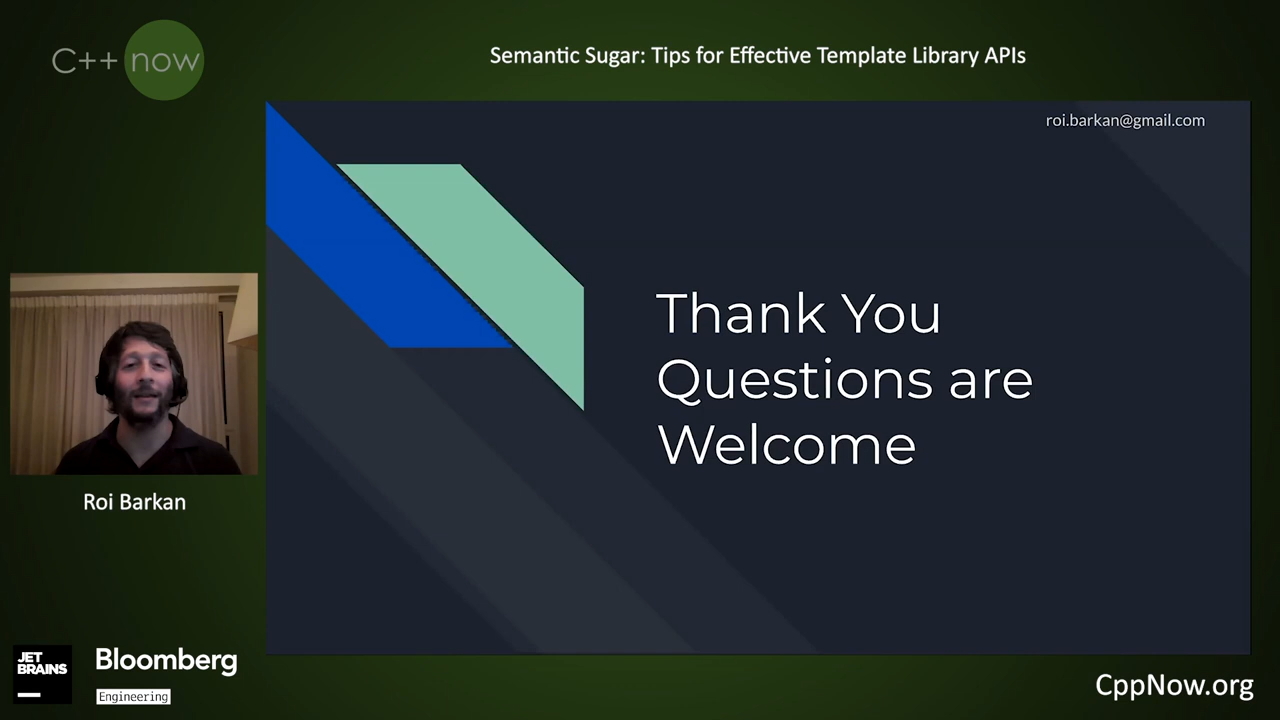 C++ now
Semantic Sugar: Tips for Effective Template Library APIs
roi.barkan@gmail.com
Thank You
Questions are
Welcome
Roi Barkan
JET
BRAINS
Bloomberg
Engineering
CppNow.org